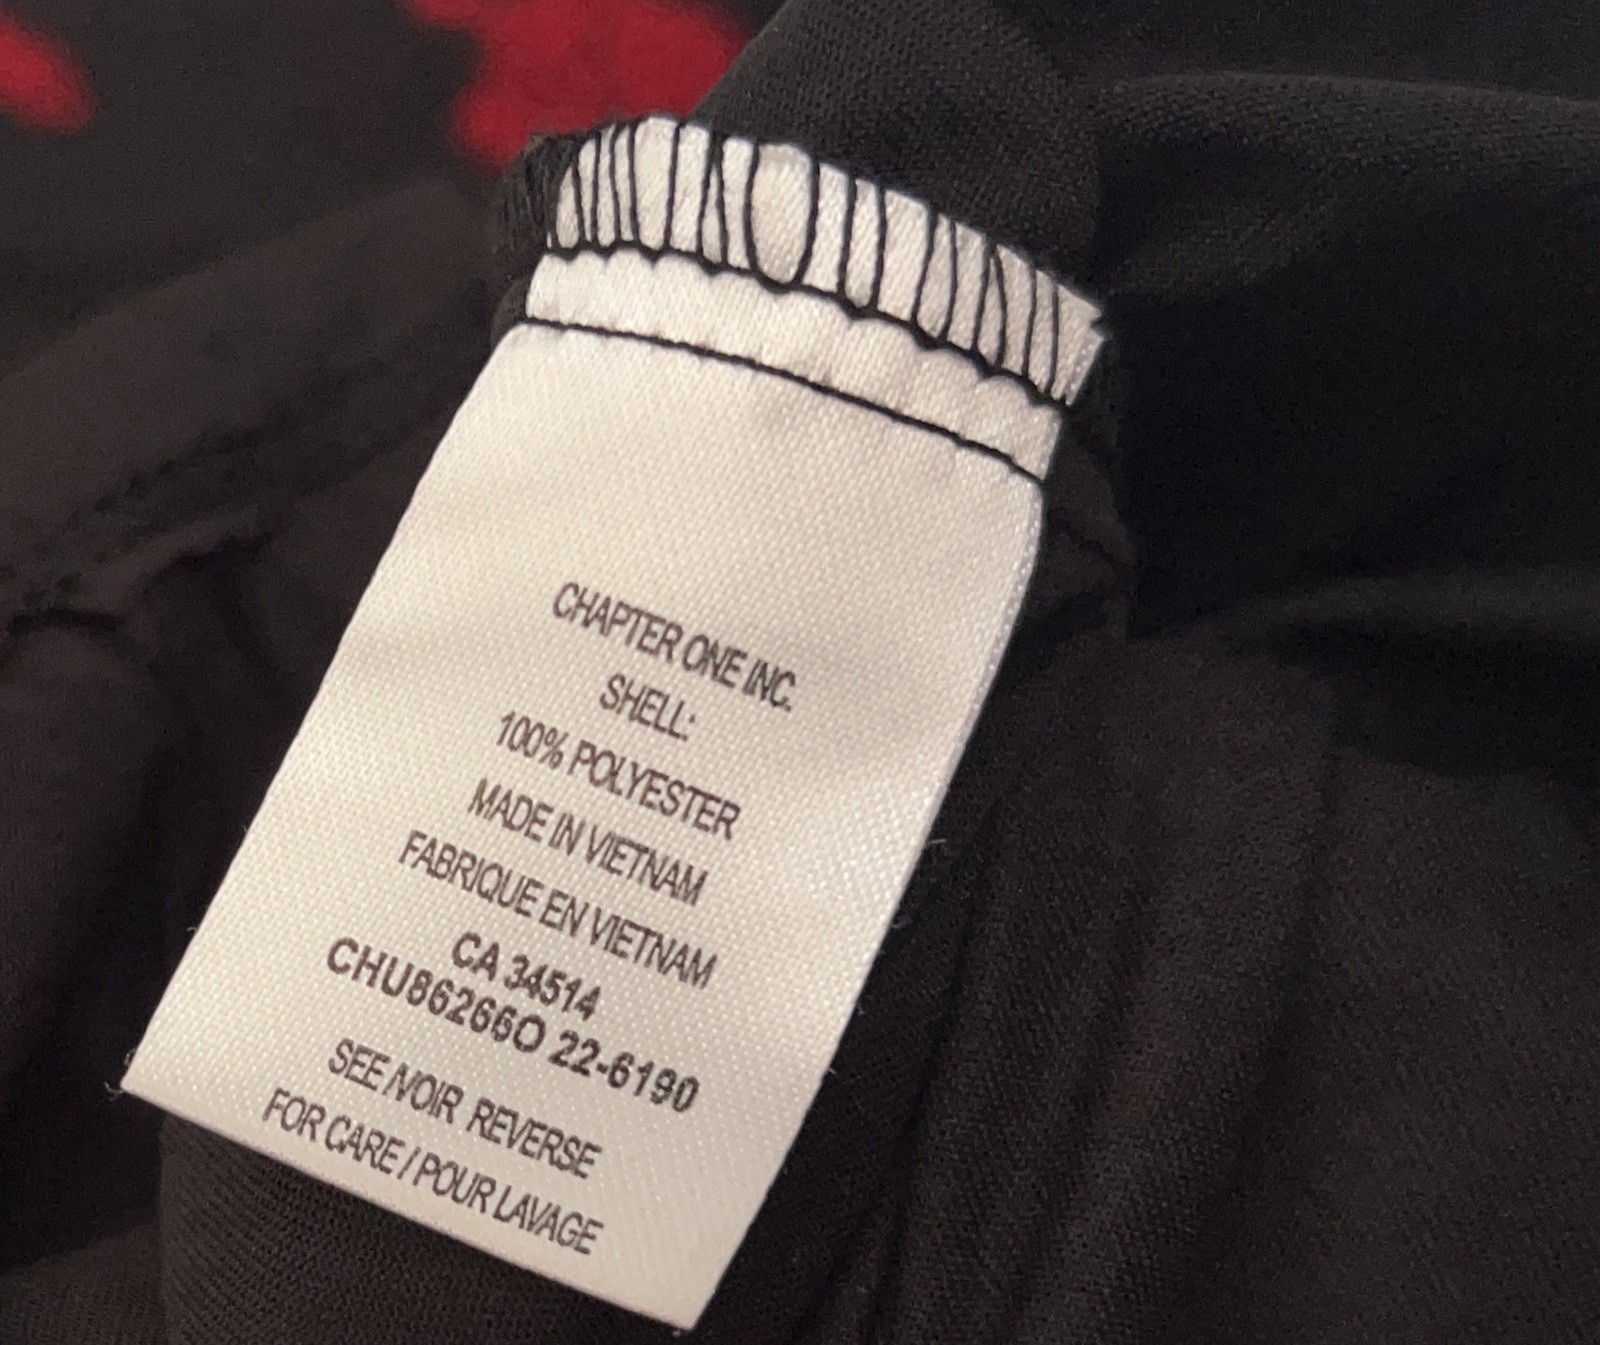 CHAPTER ONE INC.
SHELL:
100% POLYESTER
MADE IN VIETNAM
FABRIQUE EN VIETNAM
CA 34514
CHU86266O 22-6190
SEE /VOIR REVERSE
FOR CARE / POUR LAVAGE